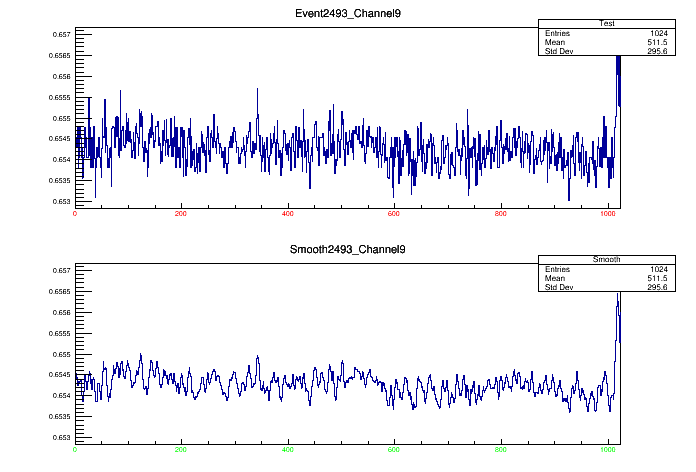 Event2493_Channel9
Test
Entries 1024
Mean 511.5
Std Dev 295.6
0.657
0.6565
0.656
0.6555
0.655
0.6545
0.654
0.6535
0.653
0 200 400 600 800 1000
Smooth2493_Channel9
Smooth
Entries 1024
Mean 511.5
Std Dev 295.6
0.657
0.6565
0.656
0.6555
0.655
0.6545
0.654
0.6535
0.653
0 200 400 600 800 1000